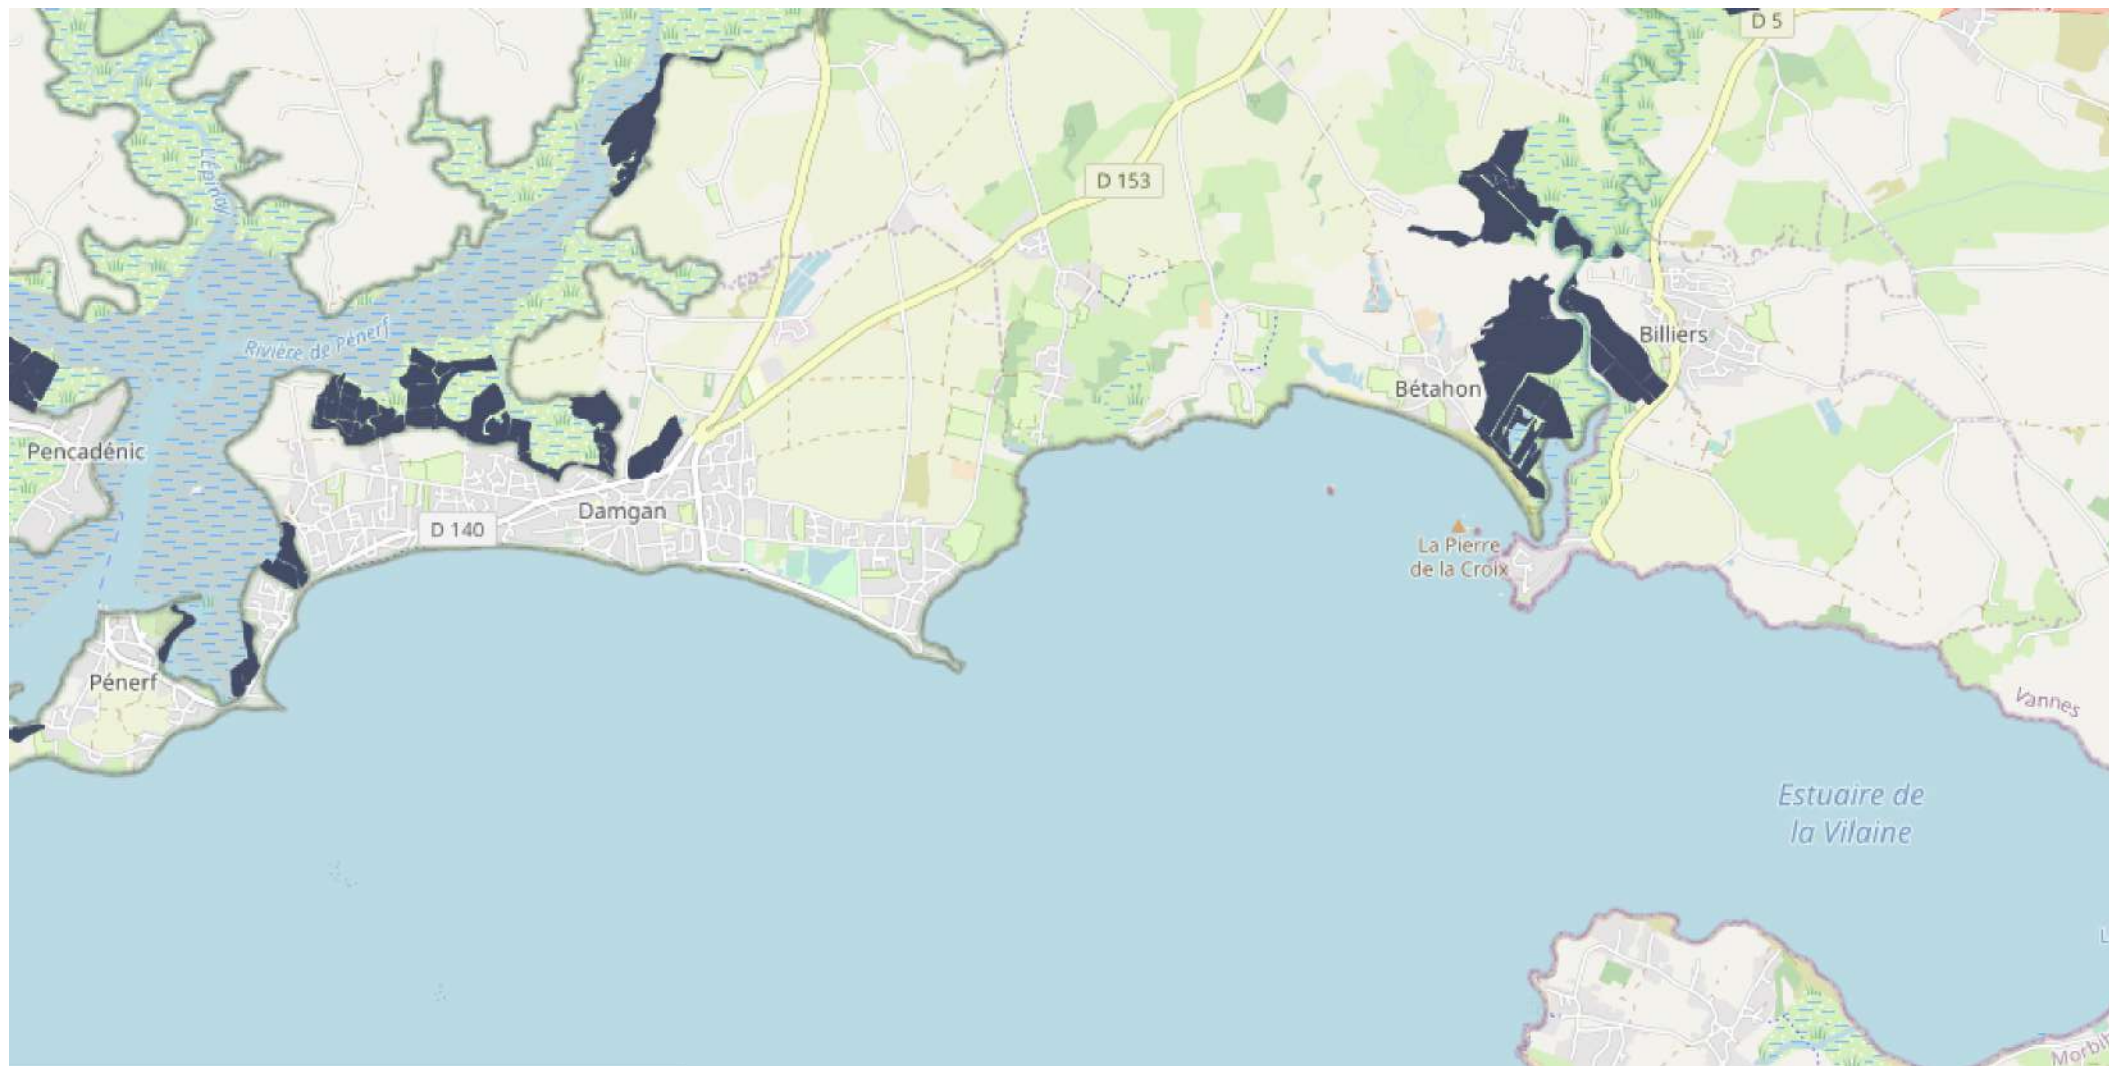 D 5
L'Épinay
D 153
Rivière de Pénerf
Billiers
Bétahon
Pencadénic
Damgan
D 140
La Pierre
de la Croix
Pénerf
Vannes
Estuaire de
la Vilaine